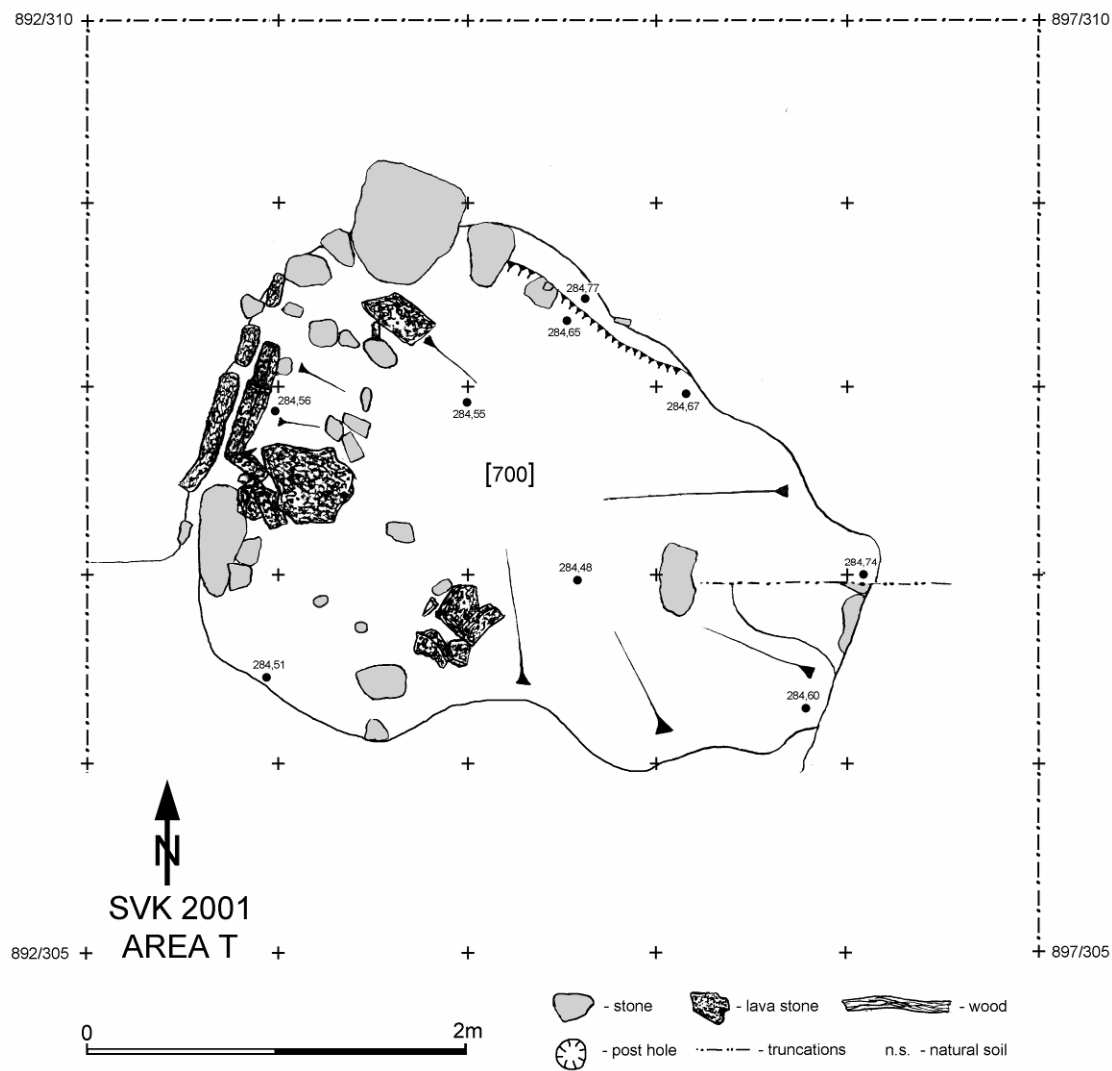 892/310
897/310
284,77
284,65
284,56
284,55
284,67
[700]
284,48
284,74
284,51
284,60
N
SVK 2001
AREA T
892/305
897/305
0 2m
- stone - lava stone - wood
- post hole - truncations n.s. - natural soil